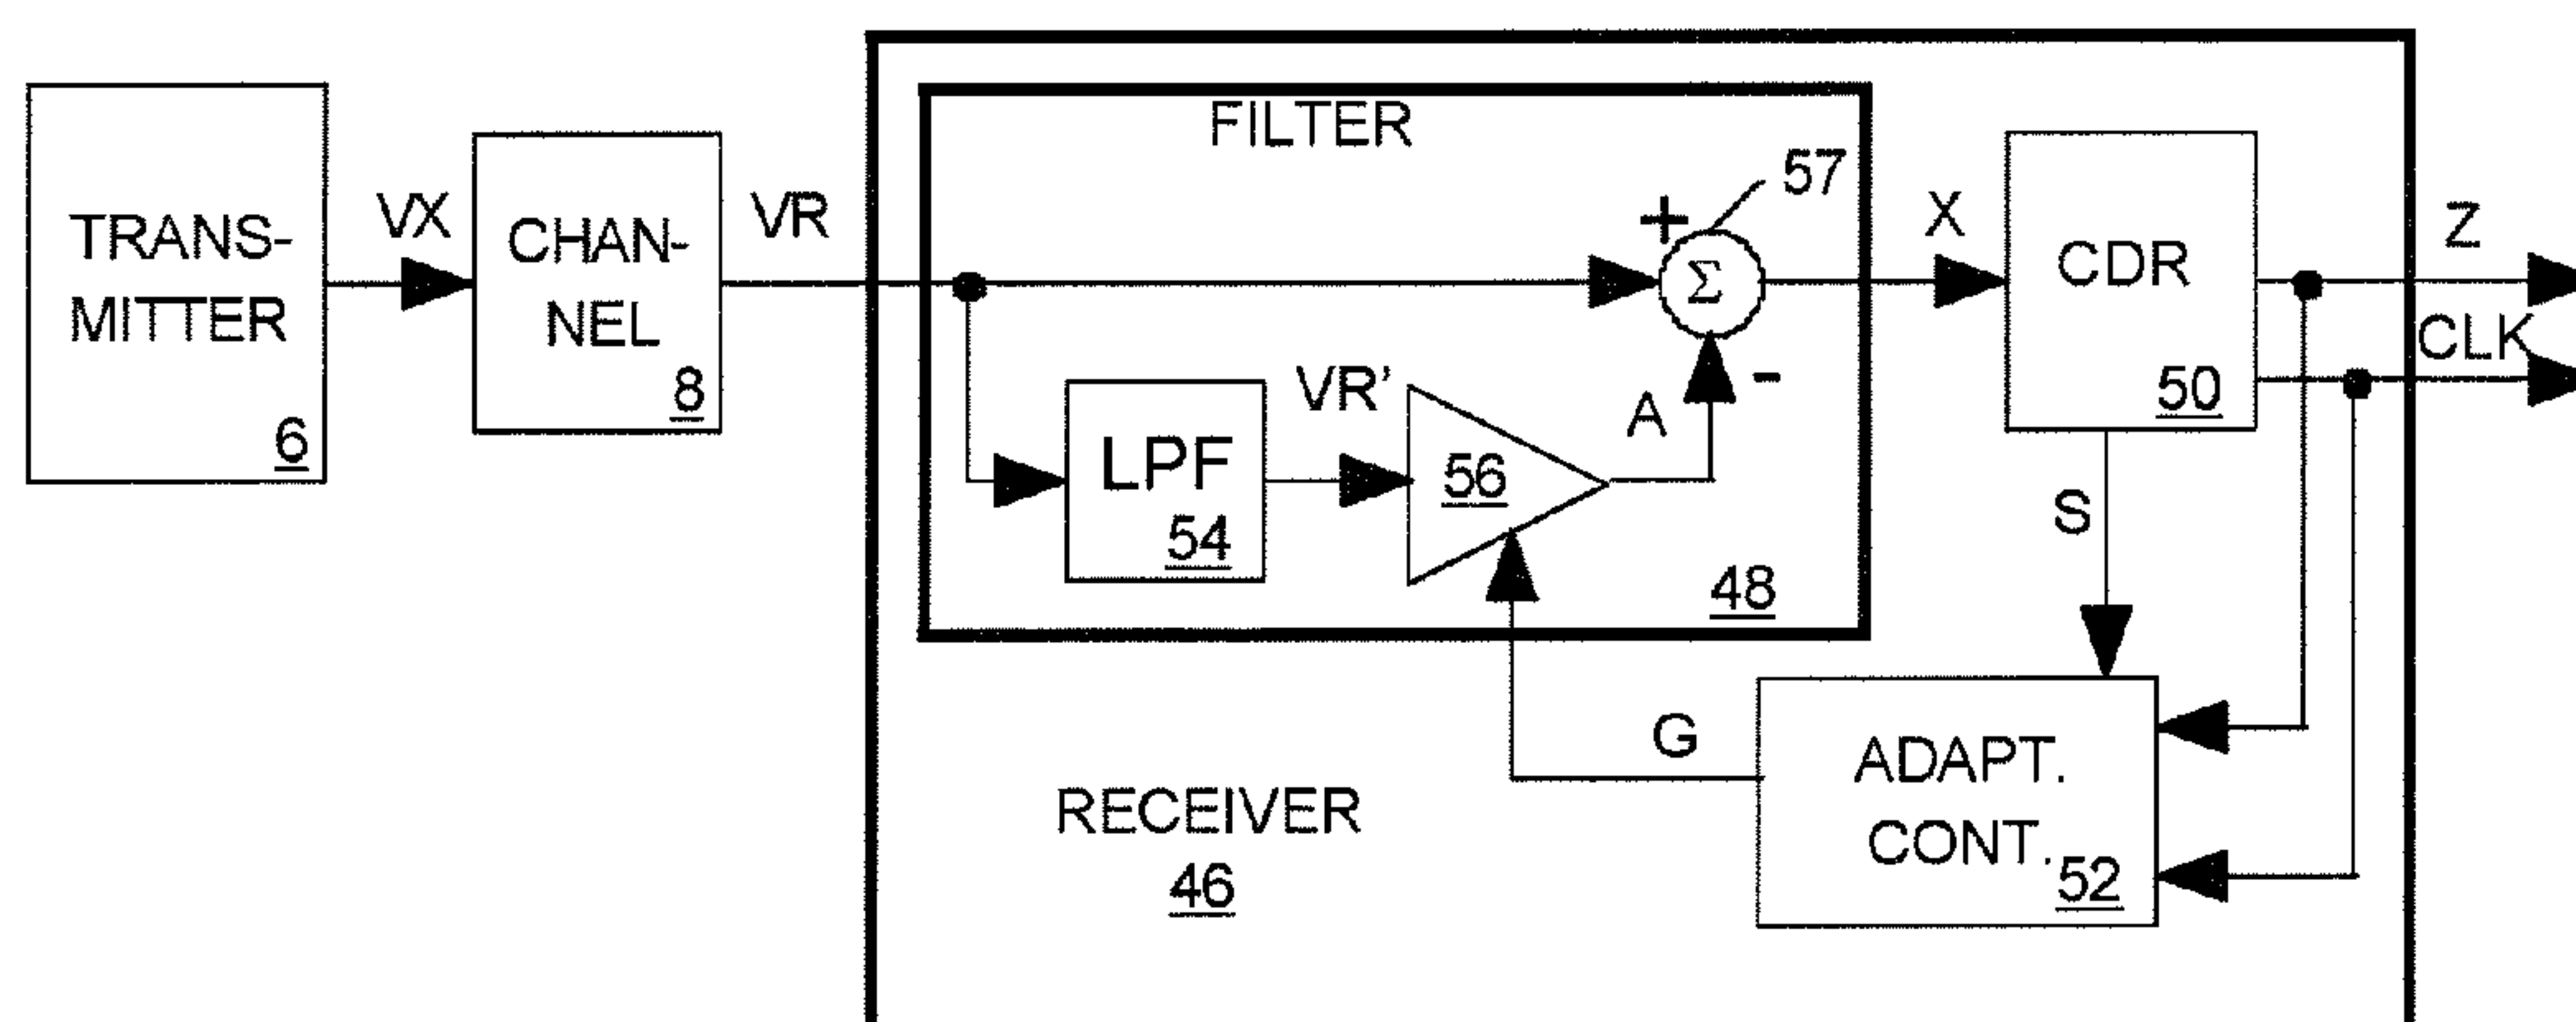 TRANS-
MITTER
6
VX
CHAN-
NEL
8
VR
FILTER
LPF
54
VR'
56
A
+
57
Σ
-
48
X
CDR
50
Z
CLK
S
G
ADAPT.
CONT.
52
RECEIVER
46